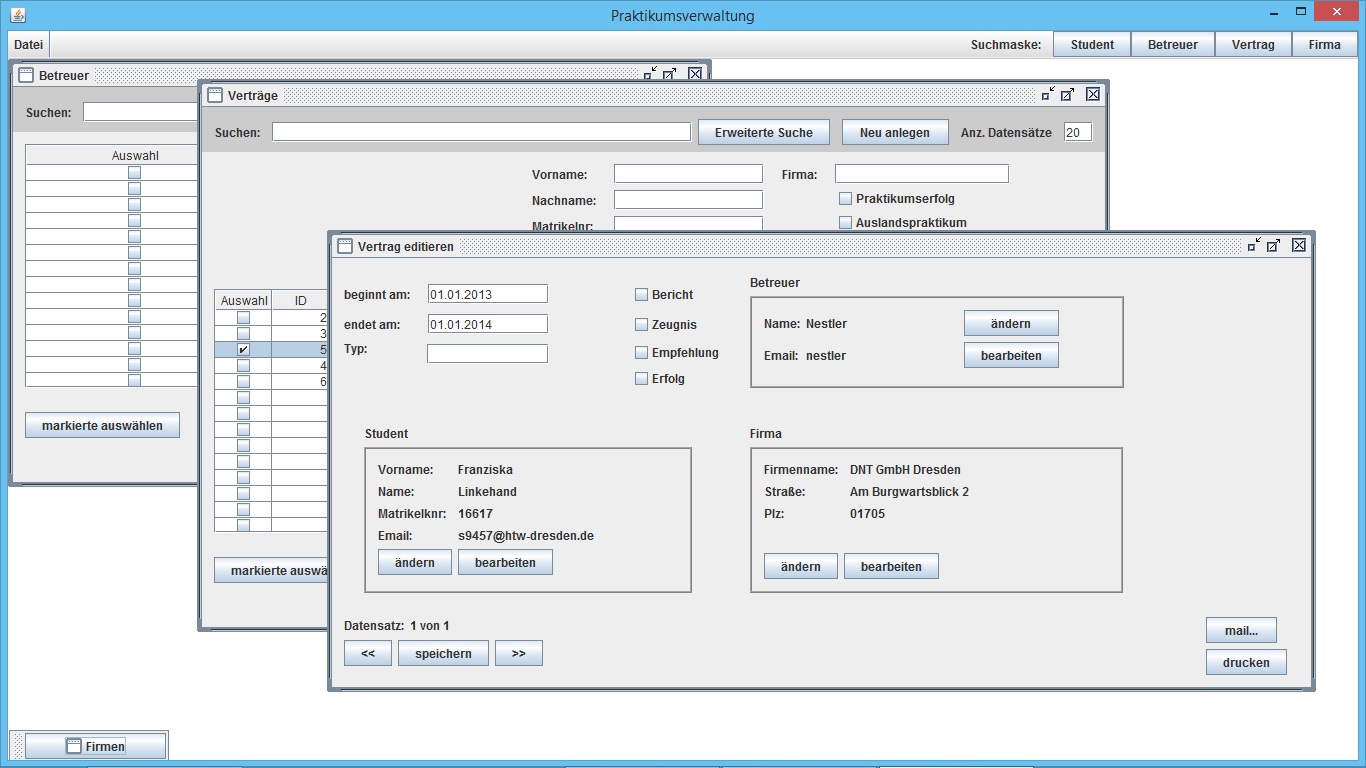 Praktikumsverwaltung
Datei
Suchmaske: Student Betreuer Vertrag Firma
Betreuer
Suchen:
Auswahl
markierte auswählen
Verträge
Suchen: Erweiterte Suche Neu anlegen Anz. Datensätze 20
Vorname: Firma:
Nachname: Praktikumserfolg
Matrikelnr: Auslandspraktikum
Auswahl ID
2
3
5
4
6
markierte auswä
Vertrag editieren
beginnt am: 01.01.2013
endet am: 01.01.2014
Typ:
Bericht
Zeugnis
Empfehlung
Erfolg
Betreuer
Name: Nestler ändern
Email: nestler bearbeiten
Student
Vorname: Franziska
Name: Linkehand
Matrikelknr: 16617
Email: s9457@htw-dresden.de
ändern bearbeiten
Firma
Firmenname: DNT GmbH Dresden
Straße: Am Burgwartsblick 2
Plz: 01705
ändern bearbeiten
Datensatz: 1 von 1
<< speichern >>
mail...
drucken
Firmen